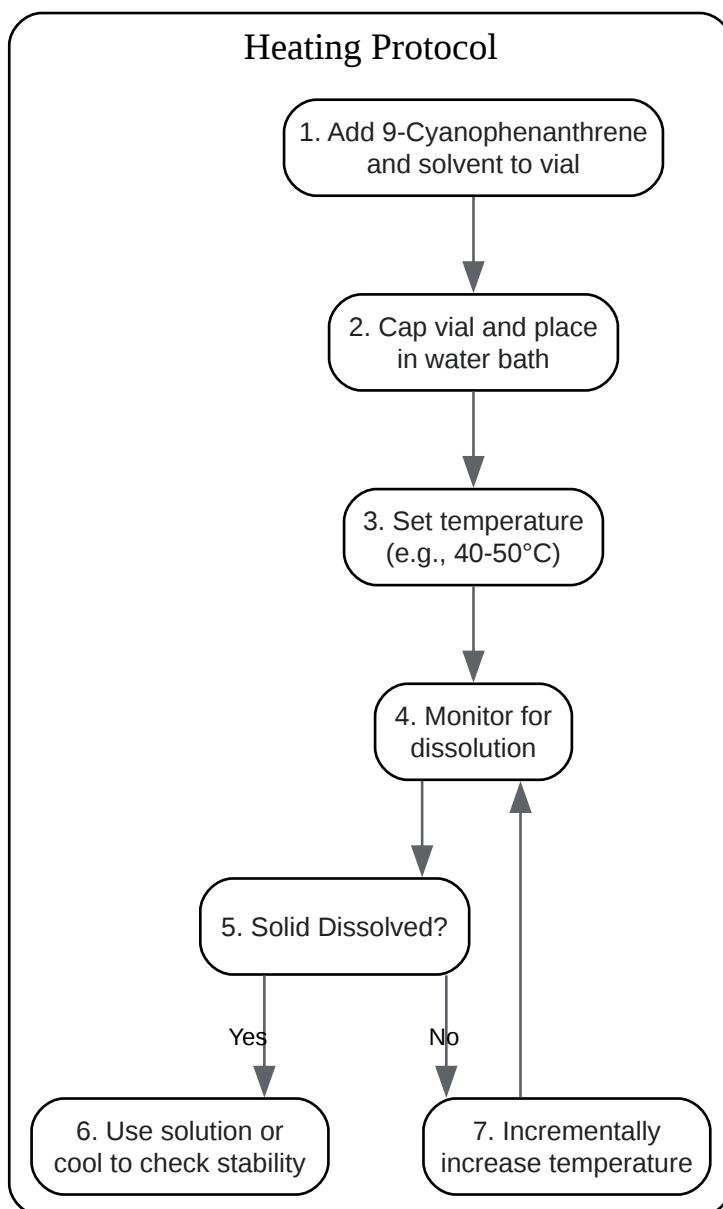 Heating Protocol
1. Add 9-Cyanophenanthrene
and solvent to vial
2. Cap vial and place
in water bath
3. Set temperature
(e.g., 40-50°C)
4. Monitor for
dissolution
5. Solid Dissolved?
Yes
No
6. Use solution or
cool to check stability
7. Incrementally
increase temperature